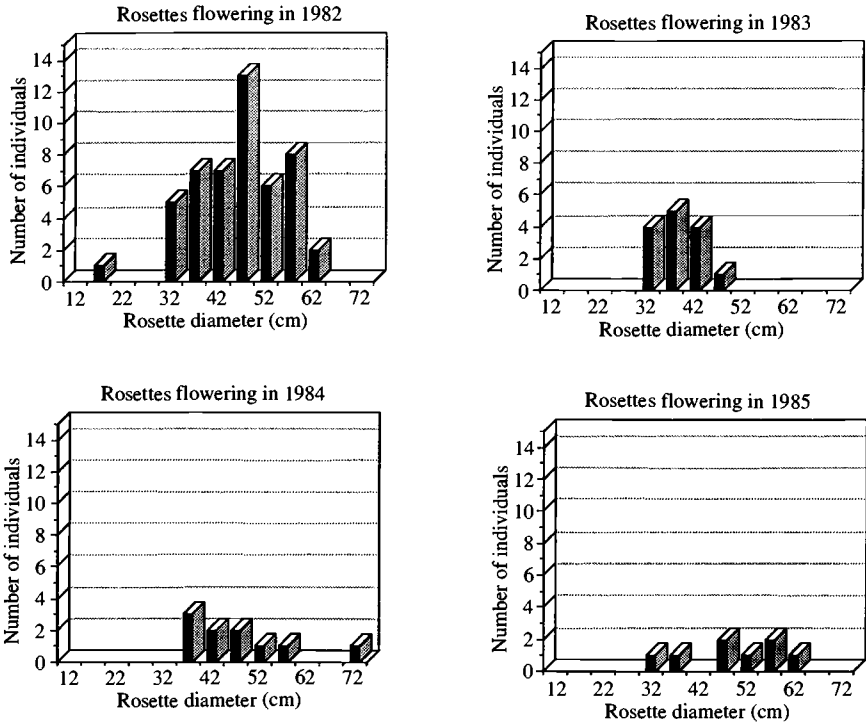 Rosettes flowering in 1982
Number of individuals
14
12
10
8
6
4
2
0
12 22 32 42 52 62 72
Rosette diameter (cm)
Rosettes flowering in 1983
Number of individuals
14
12
10
8
6
4
2
0
12 22 32 42 52 62 72
Rosette diameter (cm)
Rosettes flowering in 1984
Number of individuals
14
12
10
8
6
4
2
0
12 22 32 42 52 62 72
Rosette diameter (cm)
Rosettes flowering in 1985
Number of individuals
14
12
10
8
6
4
2
0
12 22 32 42 52 62 72
Rosette diameter (cm)